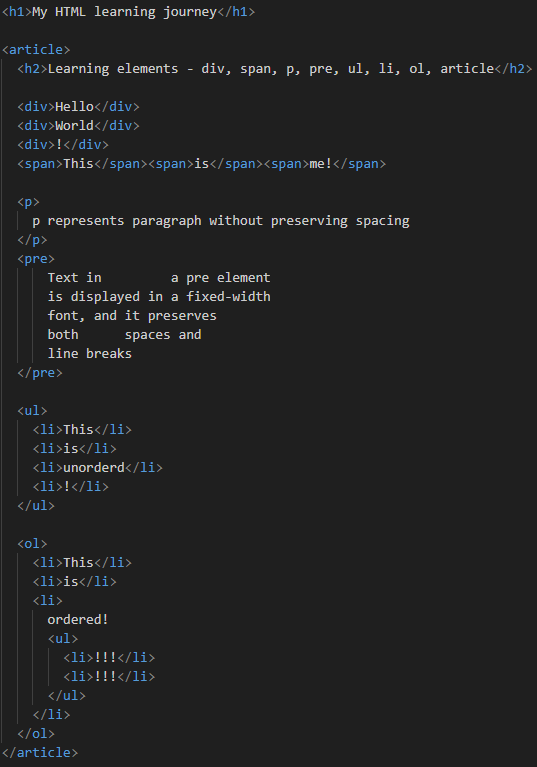 <h1>My HTML learning journey</h1>
<article>
<h2>Learning elements - div, span, p, pre, ul, li, ol, article</h2>
<div>Hello</div>
<div>World</div>
<div>!</div>
<span>This</span><span>is</span><span>me!</span>
<p>
p represents paragraph without preserving spacing
</p>
<pre>
Text in         a pre element
is displayed in a fixed-width
font, and it preserves
both      spaces and
line breaks
</pre>
<ul>
<li>This</li>
<li>is</li>
<li>unorderd</li>
<li>!</li>
</ul>
<ol>
<li>This</li>
<li>is</li>
<li>
ordered!
<ul>
<li>!!!</li>
<li>!!!</li>
</ul>
</li>
</ol>
</article>